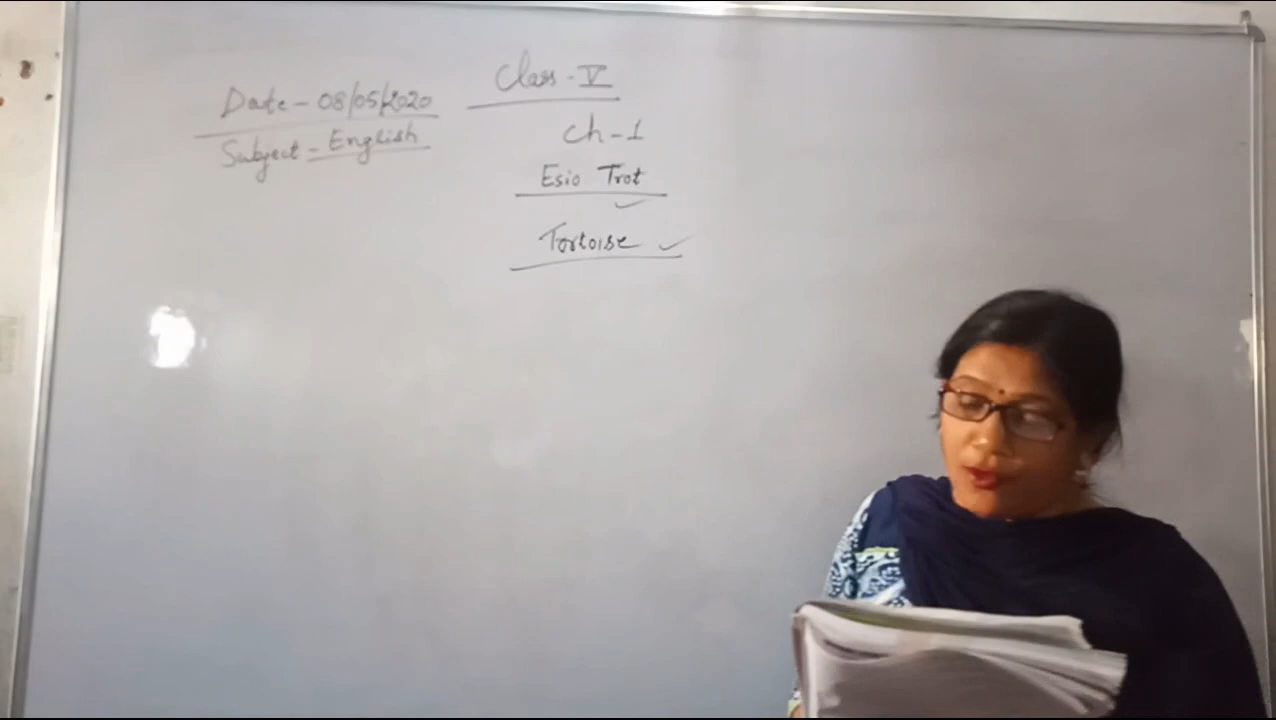 Class - V
Date - 08/05/2020
Subject - English
Ch - 1
Esio Trot
Tortoise